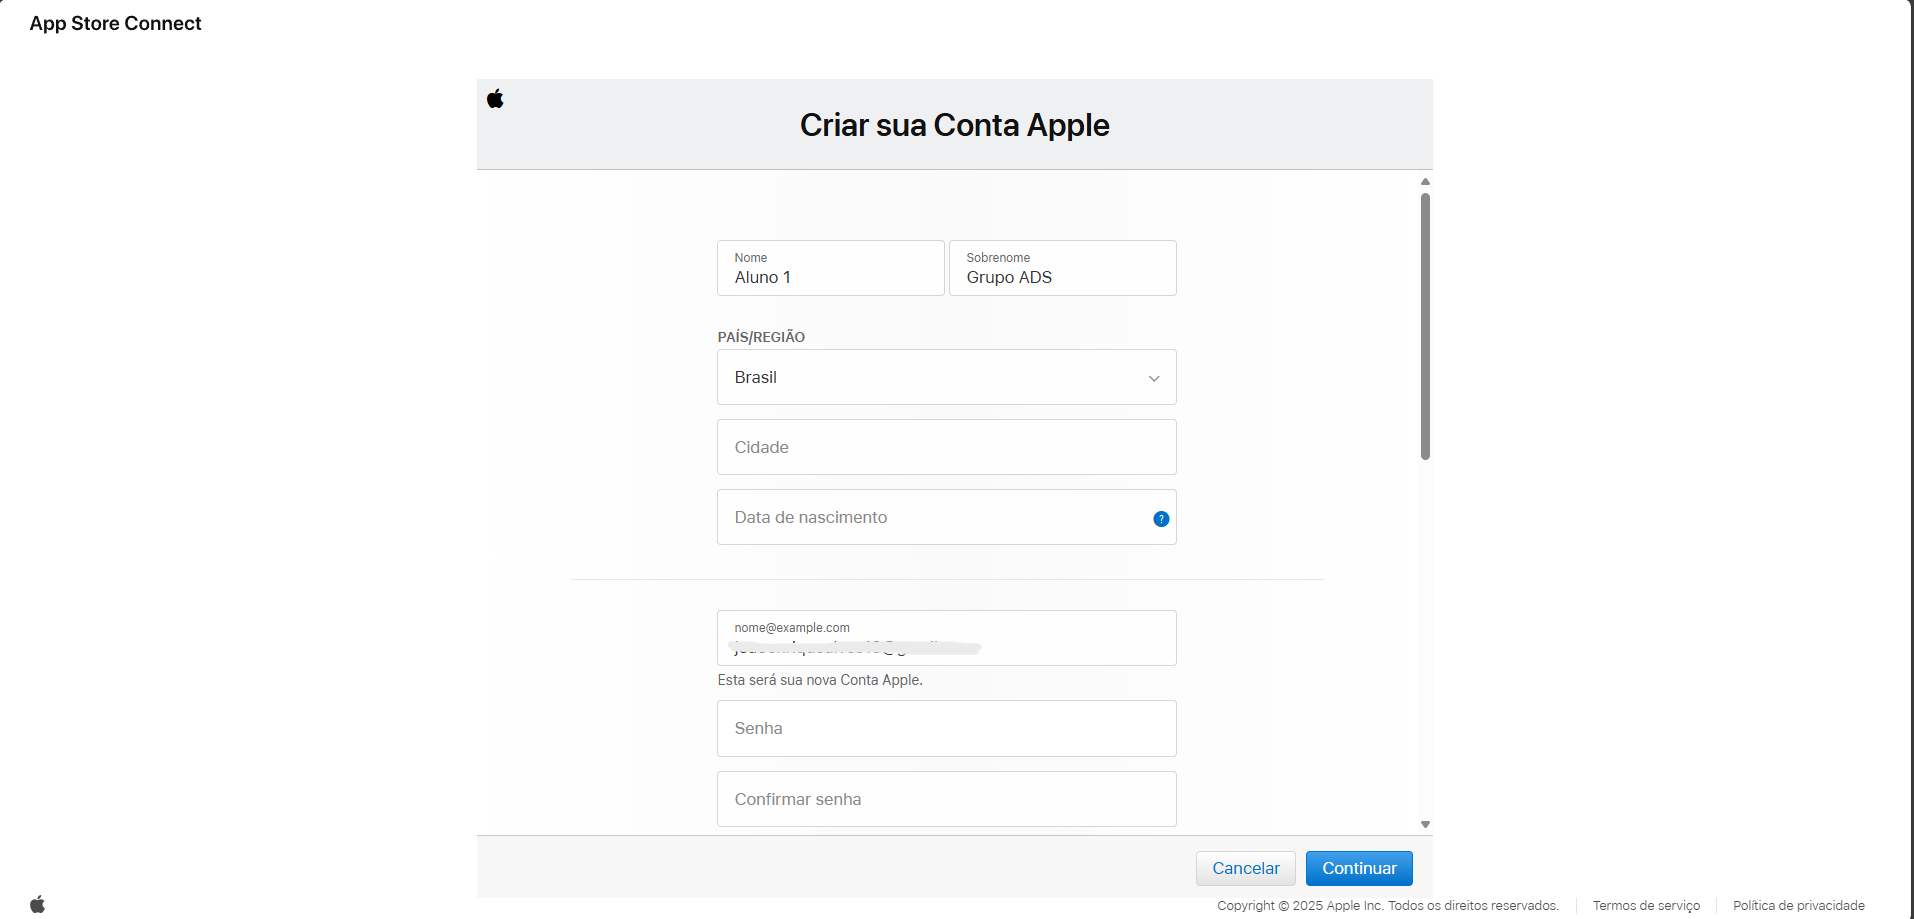 App Store Connect
Criar sua Conta Apple
Nome
Aluno 1
Sobrenome
Grupo ADS
PAÍS/REGIÃO
Brasil
Cidade
Data de nascimento
?
nome@example.com
Esta será sua nova Conta Apple.
Senha
Confirmar senha
Cancelar
Continuar
Copyright © 2025 Apple Inc. Todos os direitos reservados.
Termos de serviço
Política de privacidade